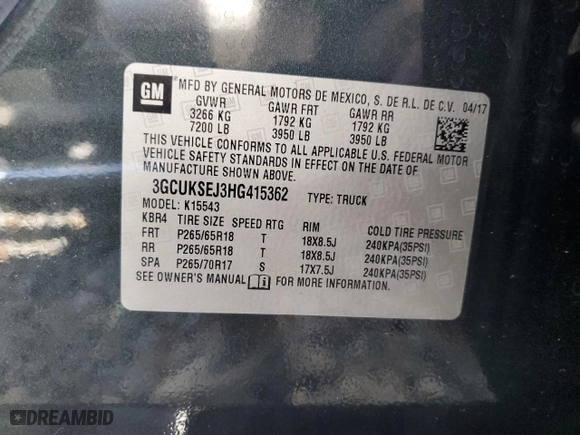 GM
MFD BY GENERAL MOTORS DE MEXICO, S. DE R.L. DE C.V. 04/17
GVWR GAWR FRT GAWR RR
3266 KG 1792 KG 1792 KG
7200 LB 3950 LB 3950 LB
THIS VEHICLE CONFORMS TO ALL APPLICABLE U.S. FEDERAL MOTOR
VEHICLE SAFETY STANDARDS IN EFFECT ON THE DATE OF
MANUFACTURE SHOWN ABOVE.
3GCUKSEJ3HG415362 TYPE: TRUCK
MODEL: K15543
KBR4 TIRE SIZE SPEED RTG RIM COLD TIRE PRESSURE
FRT P265/65R18 T 18X8.5J 240KPA(35PSI)
RR P265/65R18 T 18X8.5J 240KPA(35PSI)
SPA P265/70R17 S 17X7.5J 240KPA(35PSI)
SEE OWNER'S MANUAL FOR MORE INFORMATION.
DREAMBID